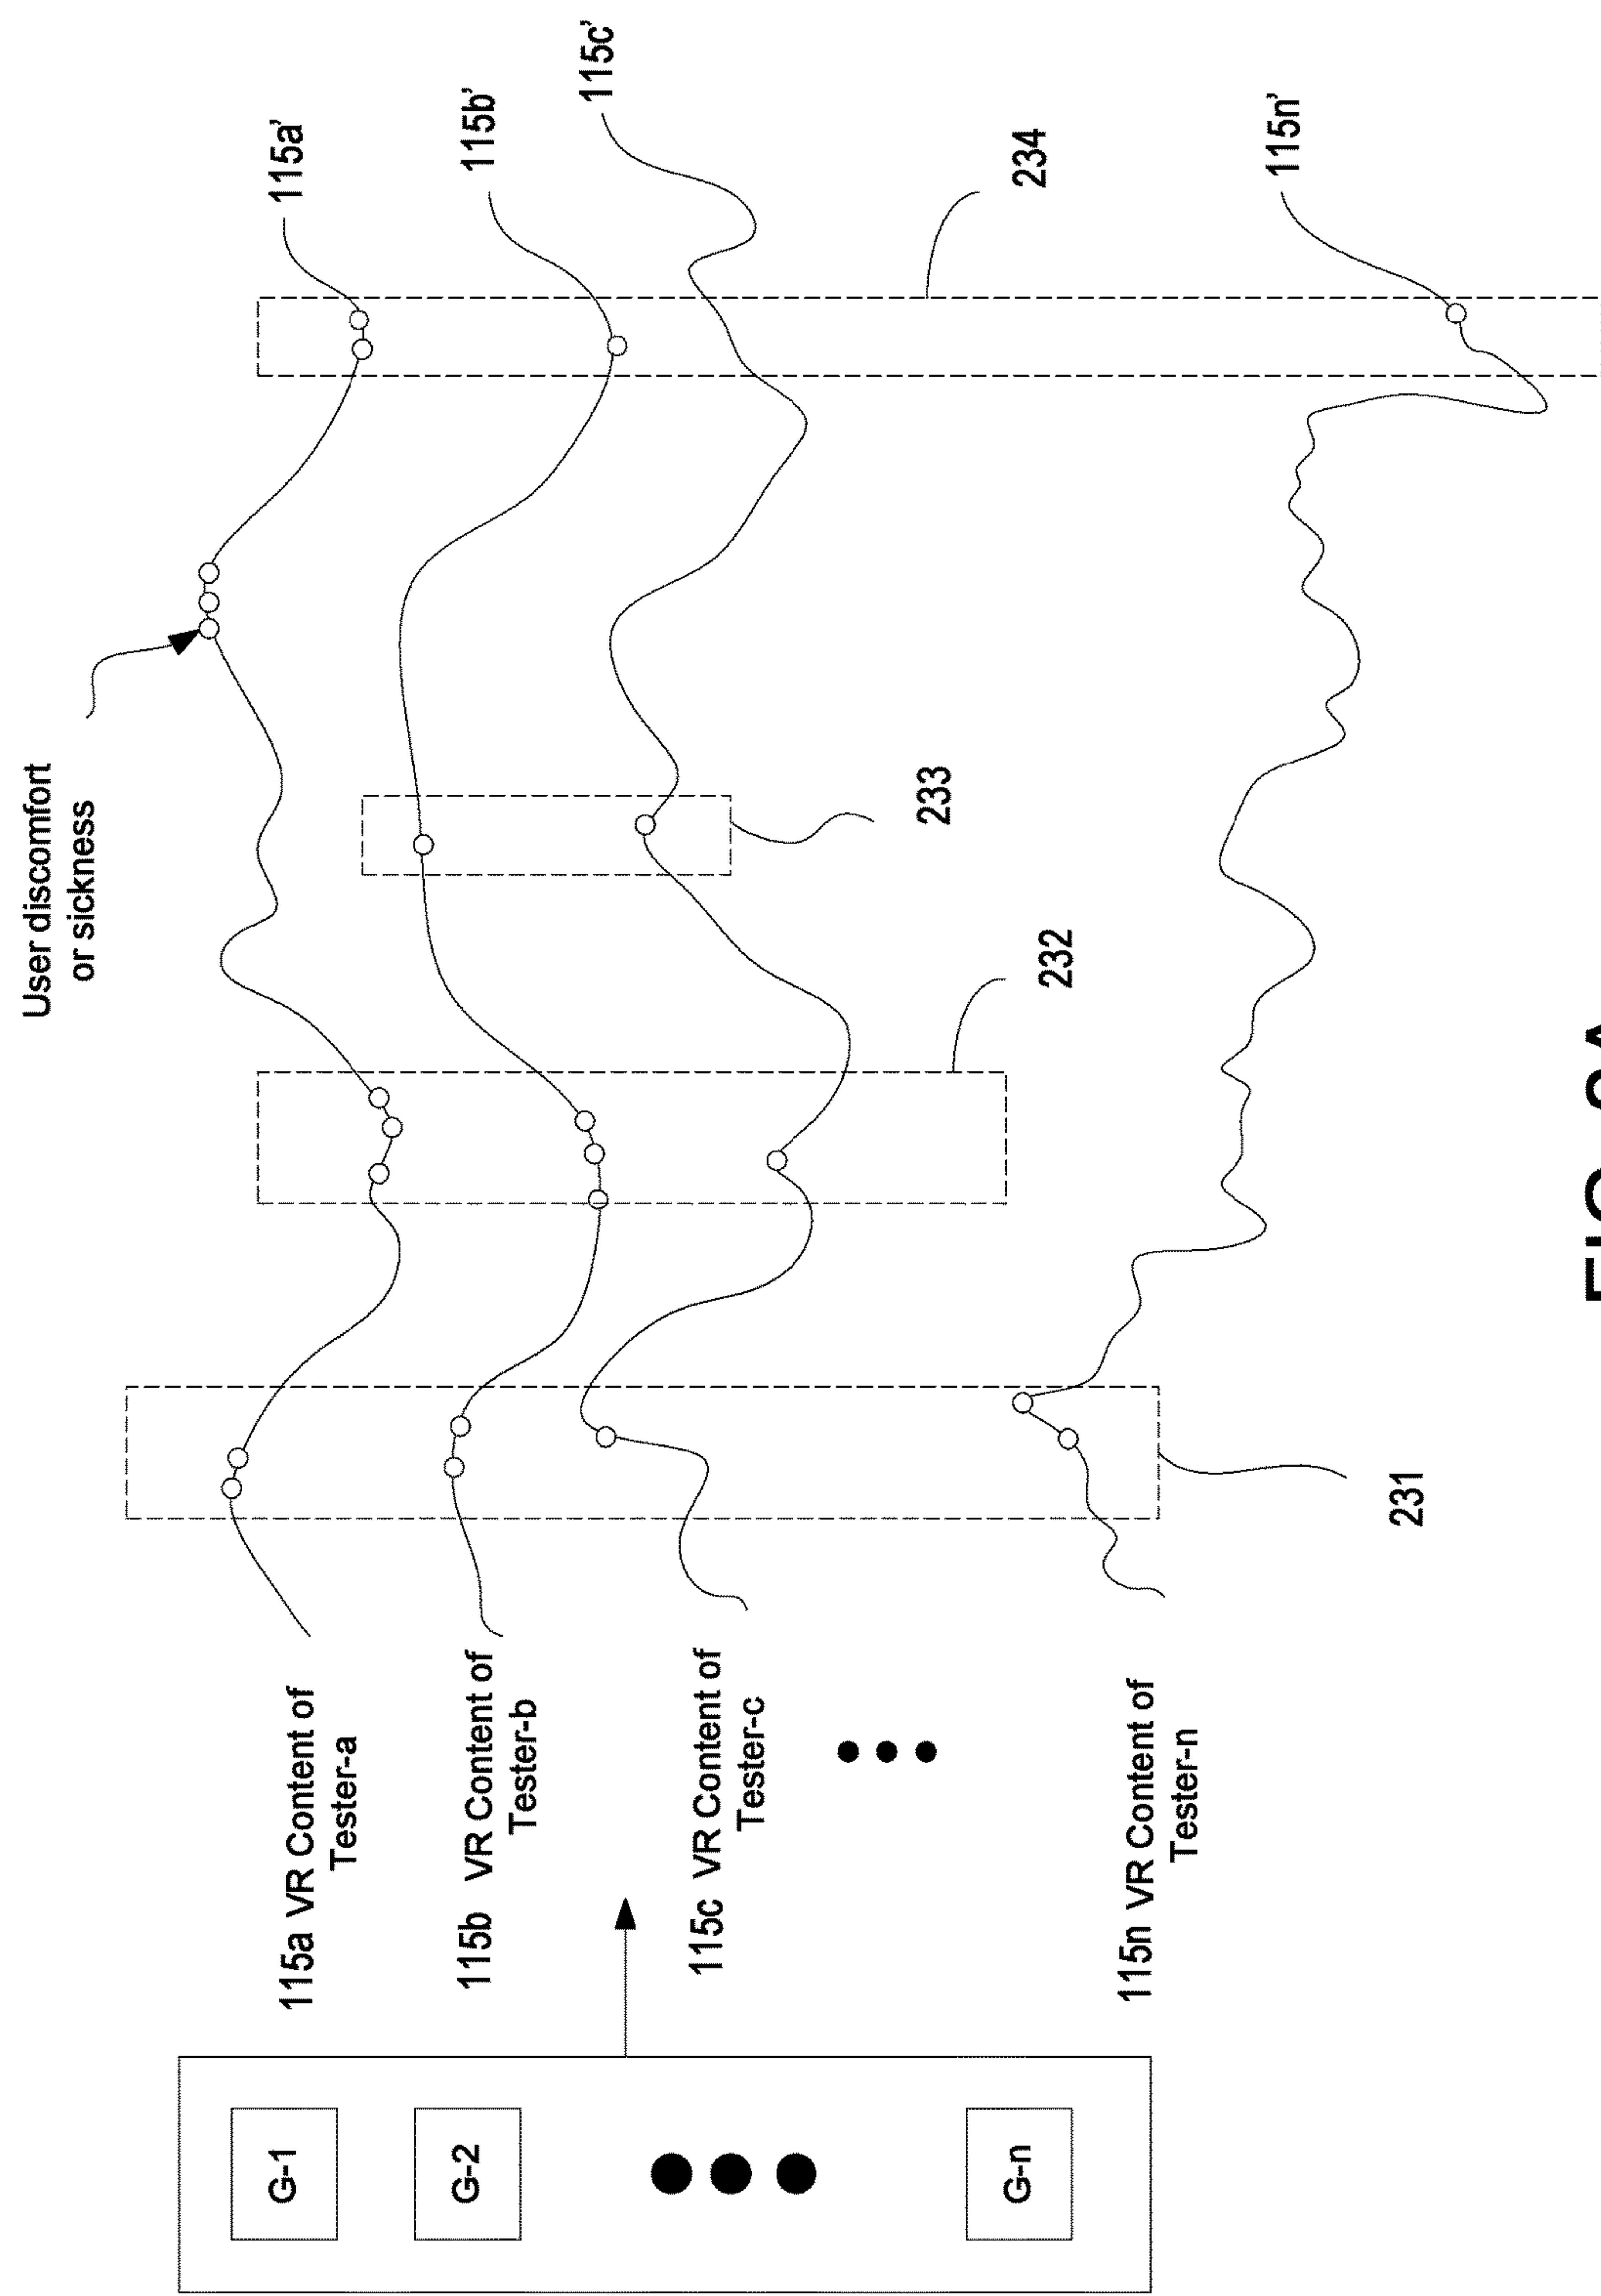 User discomfort
or sickness
115a'
115b'
115c'
115n'
234
233
232
231
115a VR Content of
Tester-a
115b VR Content of
Tester-b
115c VR Content of
Tester-c
115n VR Content of
Tester-n
G-1
G-2
G-n